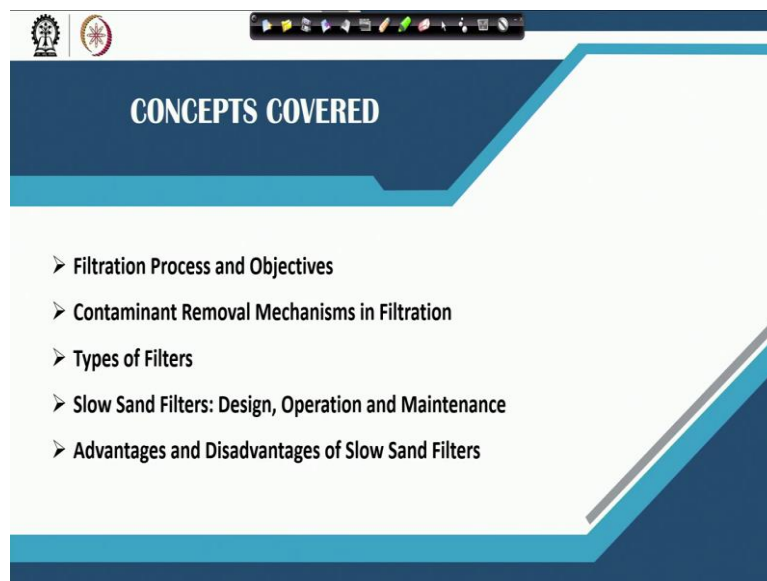 CONCEPTS COVERED
Filtration Process and Objectives
Contaminant Removal Mechanisms in Filtration
Types of Filters
Slow Sand Filters: Design, Operation and Maintenance
Advantages and Disadvantages of Slow Sand Filters